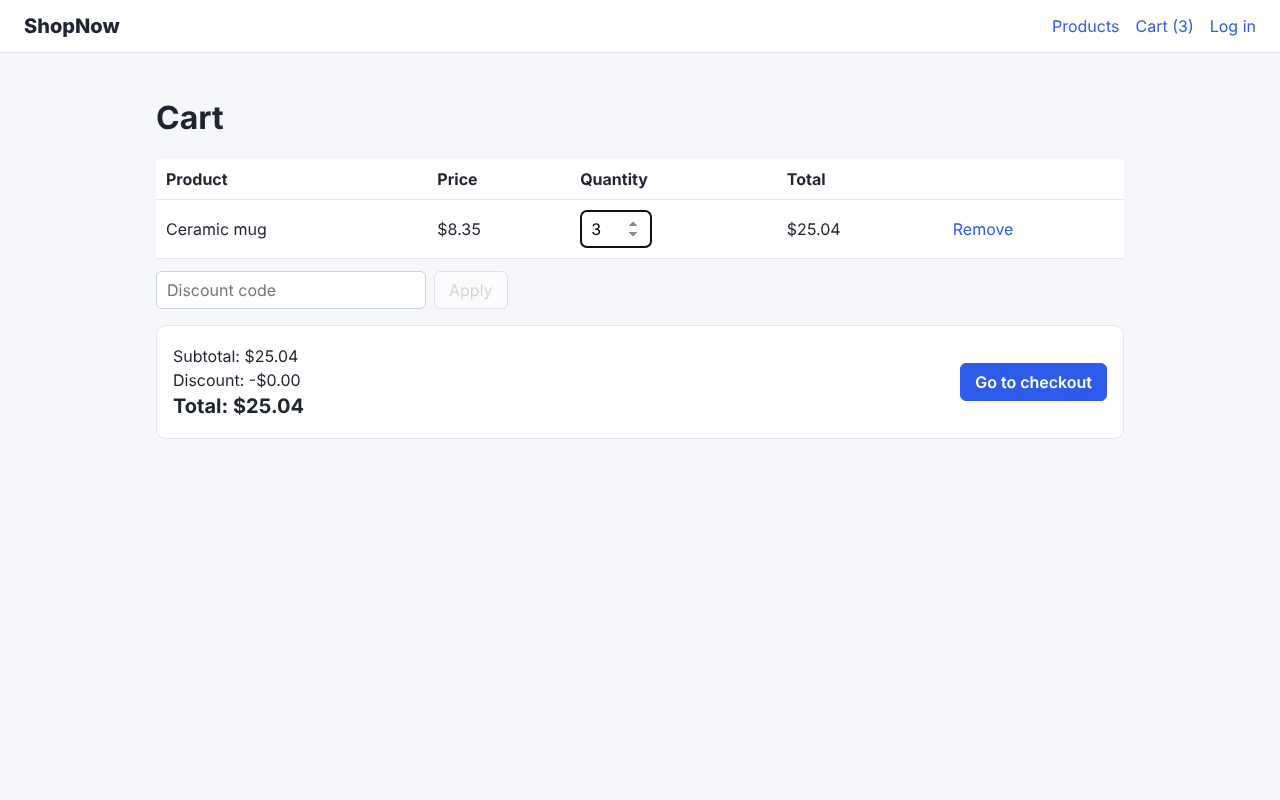 ShopNow Products Cart (3) Log in
Cart
Product Price Quantity Total
Ceramic mug $8.35 3 $25.04 Remove
Discount code Apply
Subtotal: $25.04
Discount: -$0.00
Total: $25.04
Go to checkout